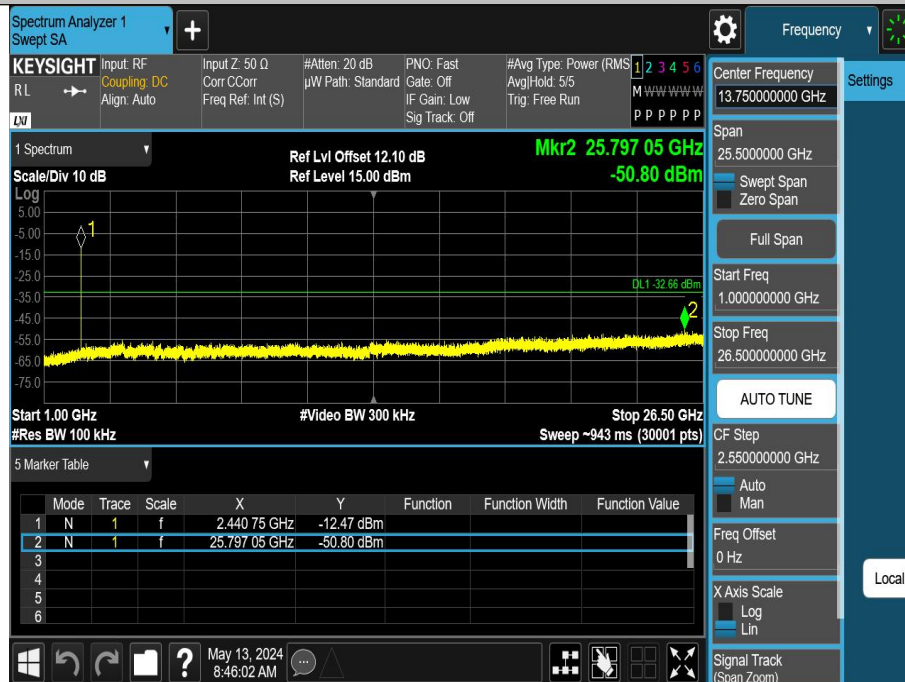 Spectrum Analyzer 1
Swept SA
+
Frequency
KEYSIGHT
RL
LXI
Input: RF
Coupling: DC
Align: Auto
Input Z: 50 Ω
Corr CCorr
Freq Ref: Int (S)
#Atten: 20 dB
µW Path: Standard
PNO: Fast
Gate: Off
IF Gain: Low
Sig Track: Off
#Avg Type: Power (RMS
Avg|Hold: 5/5
Trig: Free Run
1 2 3 4 5 6
M W W W W W
P P P P P P
1 Spectrum
Scale/Div 10 dB
Ref Lvl Offset 12.10 dB
Ref Level 15.00 dBm
Mkr2 25.797 05 GHz
-50.80 dBm
Log
5.00
-5.00
-15.0
-25.0
-35.0
-45.0
-55.0
-65.0
-75.0
1
DL1 -32.66 dBm
2
Start 1.00 GHz
#Video BW 300 kHz
Stop 26.50 GHz
#Res BW 100 kHz
Sweep ~943 ms (30001 pts)
5 Marker Table
Mode Trace Scale X Y Function Function Width Function Value
1 N 1 f 2.440 75 GHz -12.47 dBm
2 N 1 f 25.797 05 GHz -50.80 dBm
3
4
5
6
?
May 13, 2024
8:46:02 AM
Center Frequency
13.750000000 GHz
Settings
Span
25.5000000 GHz
Swept Span
Zero Span
Full Span
Start Freq
1.000000000 GHz
Stop Freq
26.500000000 GHz
AUTO TUNE
CF Step
2.550000000 GHz
Auto
Man
Freq Offset
0 Hz
Local
X Axis Scale
Log
Lin
Signal Track
(Span Zoom)